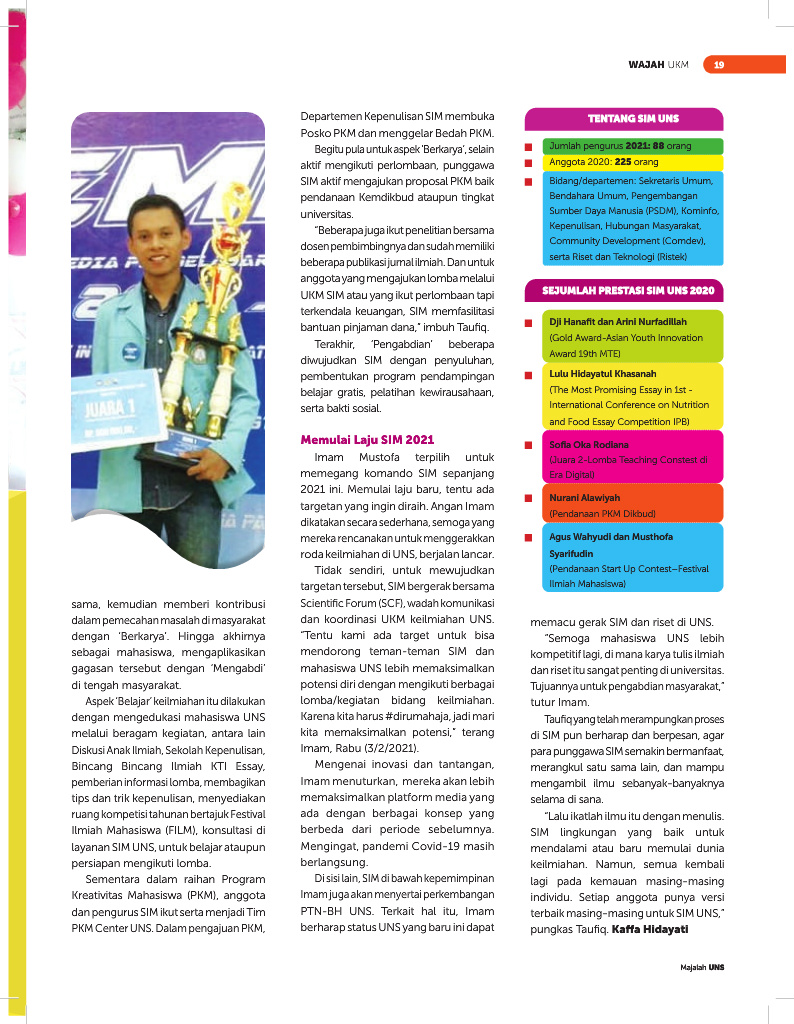 WAJAH UKM 19
JUARA 1
sama, kemudian memberi kontribusi
dalam pemecahan masalah di masyarakat
dengan ‘Berkarya’. Hingga akhirnya
sebagai mahasiswa, mengaplikasikan
gagasan tersebut dengan ‘Mengabdi’
di tengah masyarakat.
Aspek ‘Belajar’ keilmiahan itu dilakukan
dengan mengedukasi mahasiswa UNS
melalui beragam kegiatan, antara lain
Diskusi Anak Ilmiah, Sekolah Kepenulisan,
Bincang Bincang Ilmiah KTI Essay,
pemberian informasi lomba, membagikan
tips dan trik kepenulisan, menyediakan
ruang kompetisi tahunan bertajuk Festival
Ilmiah Mahasiswa (FILM), konsultasi di
layanan SIM UNS, untuk belajar ataupun
persiapan mengikuti lomba.
Sementara dalam raihan Program
Kreativitas Mahasiswa (PKM), anggota
dan pengurus SIM ikut serta menjadi Tim
PKM Center UNS. Dalam pengajuan PKM,
Departemen Kepenulisan SIM membuka
Posko PKM dan menggelar Bedah PKM.
Begitu pula untuk aspek ‘Berkarya’, selain
aktif mengikuti perlombaan, punggawa
SIM aktif mengajukan proposal PKM baik
pendanaan Kemdikbud ataupun tingkat
universitas.
“Beberapa juga ikut penelitian bersama
dosen pembimbingnya dan sudah memiliki
beberapa publikasi jurnal ilmiah. Dan untuk
anggota yang mengajukan lomba melalui
UKM SIM atau yang ikut perlombaan tapi
terkendala keuangan, SIM memfasilitasi
bantuan pinjaman dana,” imbuh Taufiq.
Terakhir, ‘Pengabdian’ beberapa
diwujudkan SIM dengan penyuluhan,
pembentukan program pendampingan
belajar gratis, pelatihan kewirausahaan,
serta bakti sosial.
Memulai Laju SIM 2021
Imam Mustofa terpilih untuk
memegang komando SIM sepanjang
2021 ini. Memulai laju baru, tentu ada
targetan yang ingin diraih. Angan Imam
dikatakan secara sederhana, semoga yang
mereka rencanakan untuk menggerakkan
roda keilmiahan di UNS, berjalan lancar.
Tidak sendiri, untuk mewujudkan
targetan tersebut, SIM bergerak bersama
Scientific Forum (SCF), wadah komunikasi
dan koordinasi UKM keilmiahan UNS.
“Tentu kami ada target untuk bisa
mendorong teman-teman SIM dan
mahasiswa UNS lebih memaksimalkan
potensi diri dengan mengikuti berbagai
lomba/kegiatan bidang keilmiahan.
Karena kita harus #dirumahaja, jadi mari
kita memaksimalkan potensi,” terang
Imam, Rabu (3/2/2021).
Mengenai inovasi dan tantangan,
Imam menuturkan, mereka akan lebih
memaksimalkan platform media yang
ada dengan berbagai konsep yang
berbeda dari periode sebelumnya.
Mengingat, pandemi Covid-19 masih
berlangsung.
Di sisi lain, SIM di bawah kepemimpinan
Imam juga akan menyertai perkembangan
PTN-BH UNS. Terkait hal itu, Imam
berharap status UNS yang baru ini dapat
TENTANG SIM UNS
Jumlah pengurus 2021: 88 orang
Anggota 2020: 225 orang
Bidang/departemen: Sekretaris Umum,
Bendahara Umum, Pengembangan
Sumber Daya Manusia (PSDM), Kominfo,
Kepenulisan, Hubungan Masyarakat,
Community Development (Comdev),
serta Riset dan Teknologi (Ristek)
SEJUMLAH PRESTASI SIM UNS 2020
Dji Hanafit dan Arini Nurfadillah
(Gold Award-Asian Youth Innovation
Award 19th MTE)
Lulu Hidayatul Khasanah
(The Most Promising Essay in 1st -
International Conference on Nutrition
and Food Essay Competition IPB)
Sofia Oka Rodiana
(Juara 2-Lomba Teaching Constest di
Era Digital)
Nurani Alawiyah
(Pendanaan PKM Dikbud)
Agus Wahyudi dan Musthofa
Syarifudin
(Pendanaan Start Up Contest–Festival
Ilmiah Mahasiswa)
memacu gerak SIM dan riset di UNS.
“Semoga mahasiswa UNS lebih
kompetitif lagi, di mana karya tulis ilmiah
dan riset itu sangat penting di universitas.
Tujuannya untuk pengabdian masyarakat,”
tutur Imam.
Taufiq yang telah merampungkan proses
di SIM pun berharap dan berpesan, agar
para punggawa SIM semakin bermanfaat,
merangkul satu sama lain, dan mampu
mengambil ilmu sebanyak-banyaknya
selama di sana.
“Lalu ikatlah ilmu itu dengan menulis.
SIM lingkungan yang baik untuk
mendalami atau baru memulai dunia
keilmiahan. Namun, semua kembali
lagi pada kemauan masing-masing
individu. Setiap anggota punya versi
terbaik masing-masing untuk SIM UNS,”
pungkas Taufiq. Kaffa Hidayati
Majalah UNS